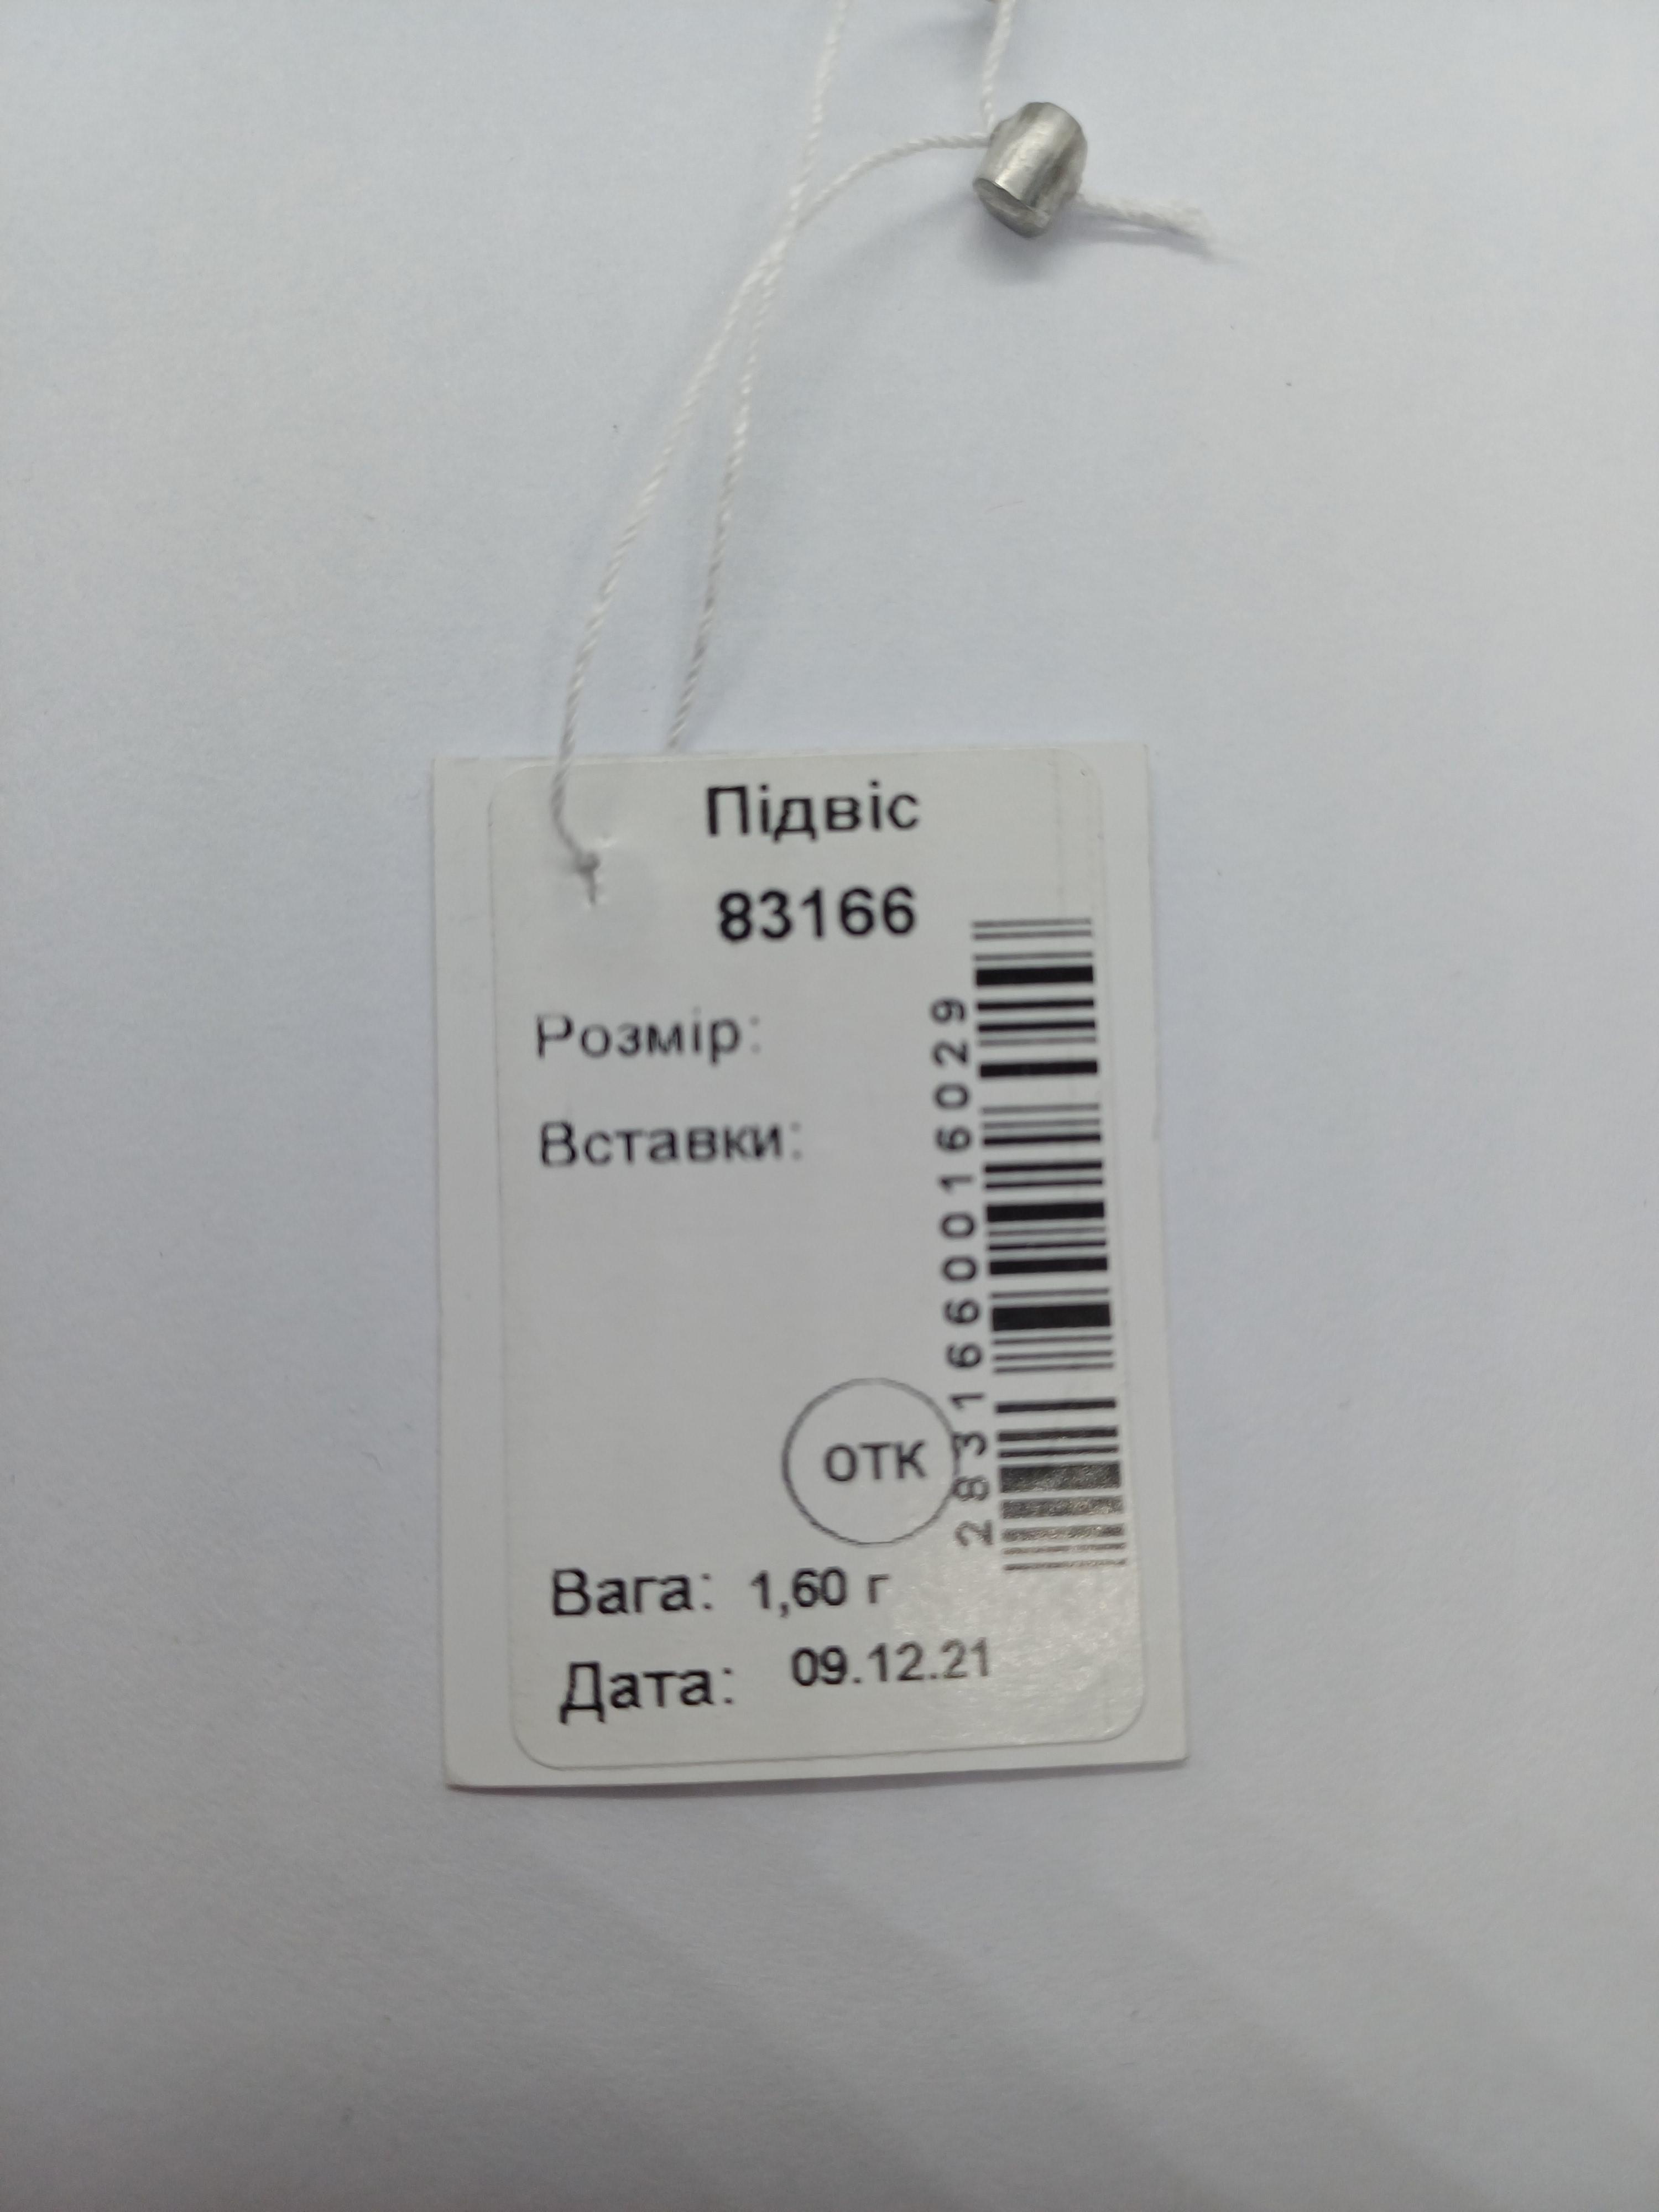 Підвіс
83166
Розмір:
Вставки:
2831660016029
ОТК
Вага: 1,60 г
Дата: 09.12.21